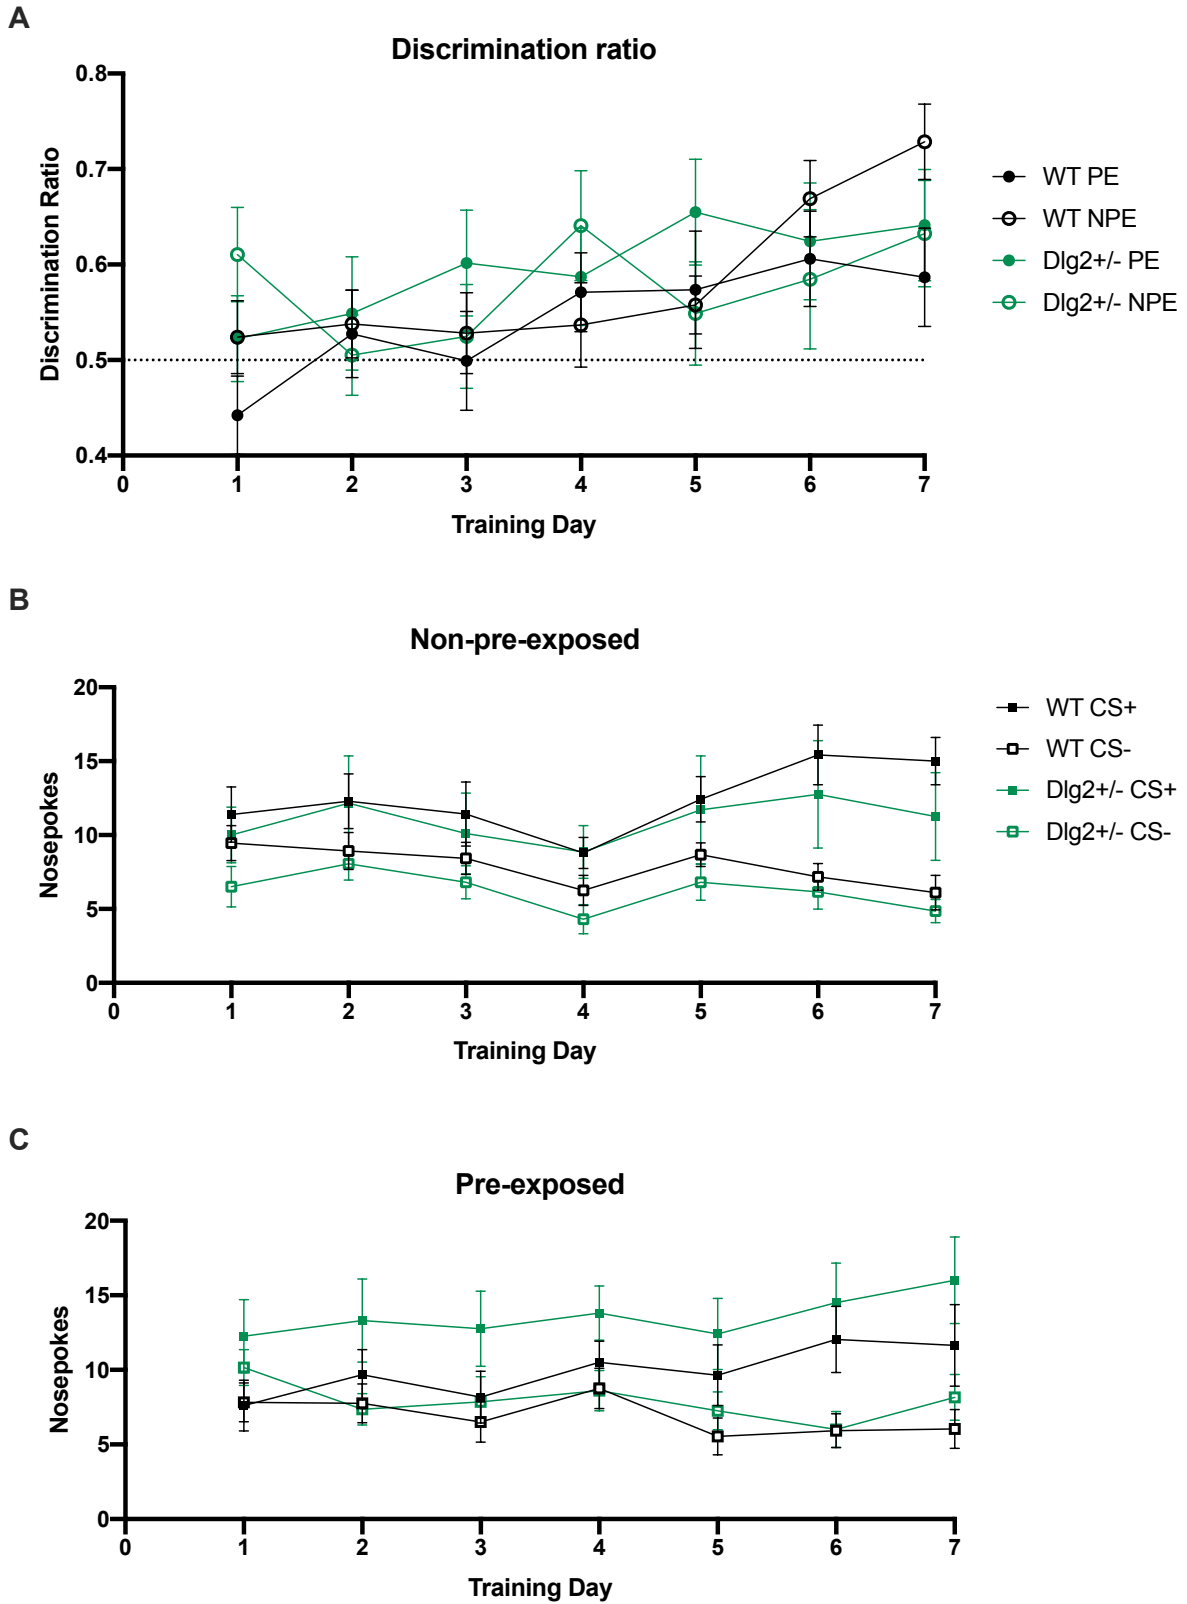 A
Discrimination ratio
0.8
0.7
0.6
0.5
0.4
Discrimination Ratio
0 1 2 3 4 5 6 7
Training Day
WT PE
WT NPE
Dlg2+/- PE
Dlg2+/- NPE
B
Non-pre-exposed
20
15
10
5
0
Nosepokes
0 1 2 3 4 5 6 7
Training Day
WT CS+
WT CS-
Dlg2+/- CS+
Dlg2+/- CS-
C
Pre-exposed
20
15
10
5
0
Nosepokes
0 1 2 3 4 5 6 7
Training Day